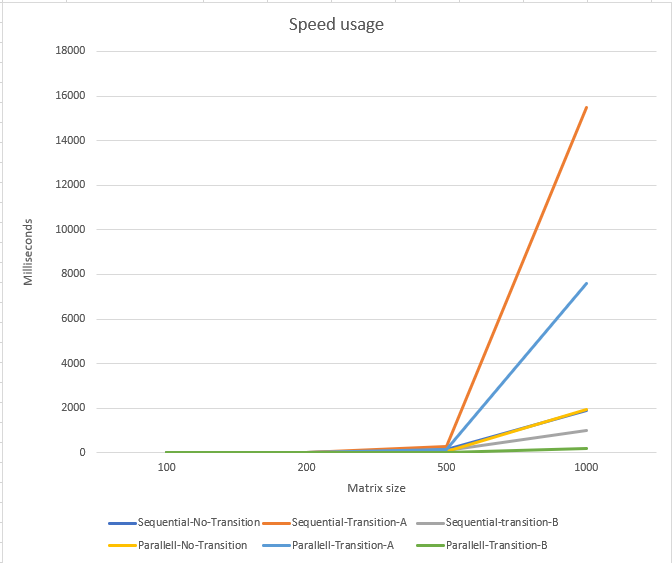 Speed usage
18000
16000
14000
12000
10000
8000
6000
4000
2000
0
Milliseconds
100 200 500 1000
Matrix size
Sequential-No-Transition Sequential-Transition-A Sequential-transition-B
Parallell-No-Transition Parallell-Transition-A Parallell-Transition-B